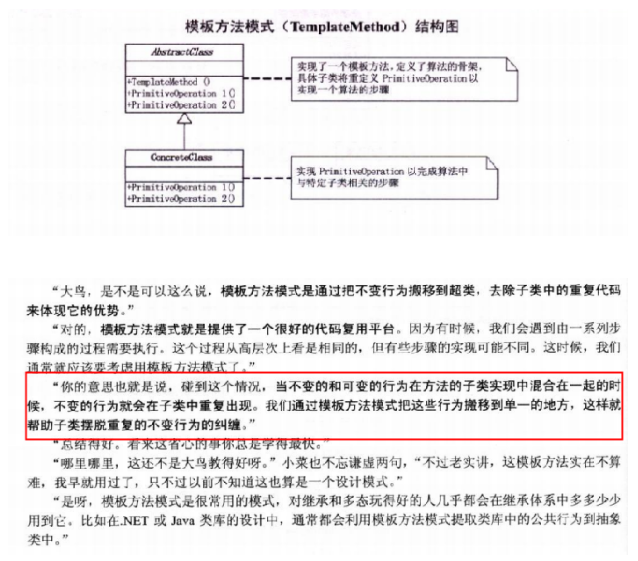 模板方法模式（TemplateMethod）结构图
AbstractClass
+TemplateMethod ()
+PrimitiveOperation 1()
+PrimitiveOperation 2()
实现了一个模板方法，定义了算法的骨架，
具体子类将重定义 PrimitiveOperation 以
实现一个算法的步骤
ConcreteClass
+PrimitiveOperation 1()
+PrimitiveOperation 2()
实现 PrimitiveOperation 以完成算法中
与特定子类相关的步骤
“大鸟，是不是可以这么说，模板方法模式是通过把不变行为搬移到超类，去除子类中的重复代码
来体现它的优势。”
“对的，模板方法模式就是提供了一个很好的代码复用平台。因为有时候，我们会遇到由一系列步
骤构成的过程需要执行。这个过程从高层次上看是相同的，但有些步骤的实现可能不同。这时候，我们
通常就应该要考虑用模板方法模式了。”
“你的意思也就是说，碰到这个情况，当不变的和可变的行为在方法的子类实现中混合在一起的时
候，不变的行为就会在子类中重复出现。我们通过模板方法模式把这些行为搬移到单一的地方，这样就
帮助子类摆脱重复的不变行为的纠缠。”
“总结得好。看来这省心的事你总是学得最快。”
“哪里哪里，这还不是大鸟教得好呀。”小菜也不忘谦虚两句，“不过老实讲，这模板方法实在不算
难，我早就用过了，只不过以前不知道这也算是一个设计模式。”
“是呀，模板方法模式是很常用的模式，对继承和多态玩得好的人几乎都会在继承体系中多多少少
用到它。比如在.NET 或 Java 类库的设计中，通常都会利用模板方法模式提取类库中的公共行为到抽象
类中。”